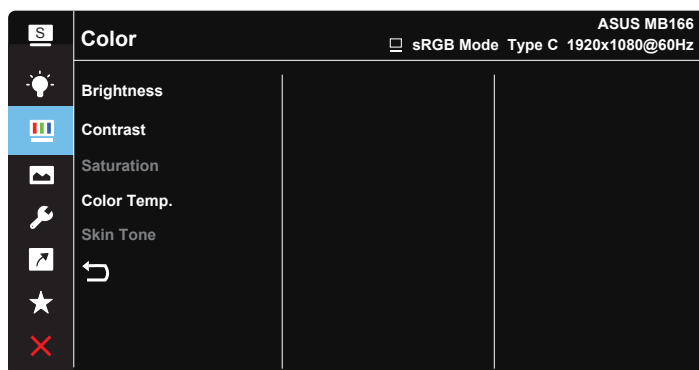 S
Color
ASUS MB166
sRGB Mode Type C 1920x1080@60Hz
Brightness
Contrast
Saturation
Color Temp.
Skin Tone